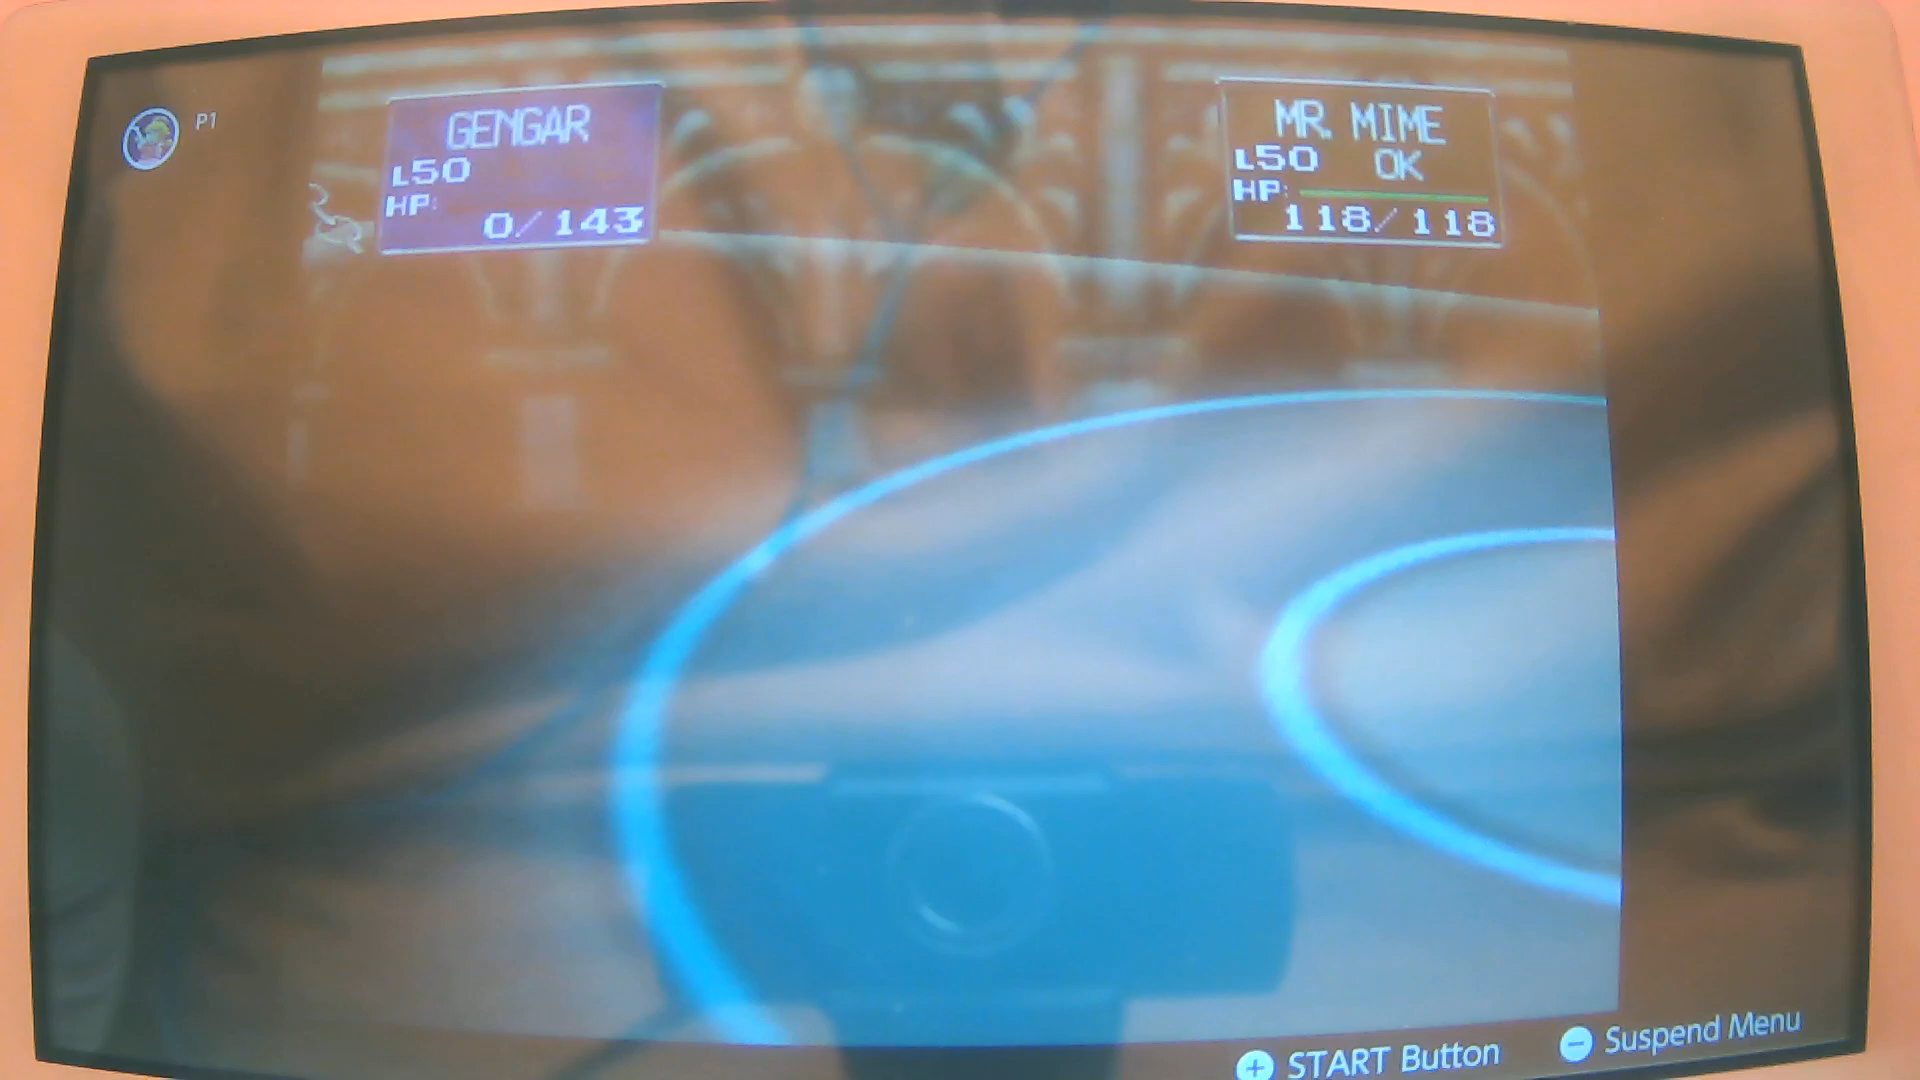 P1
GENGAR
L50
HP:
0/143
MR. MIME
L50 OK
HP:
118/118
START Button
Suspend Menu